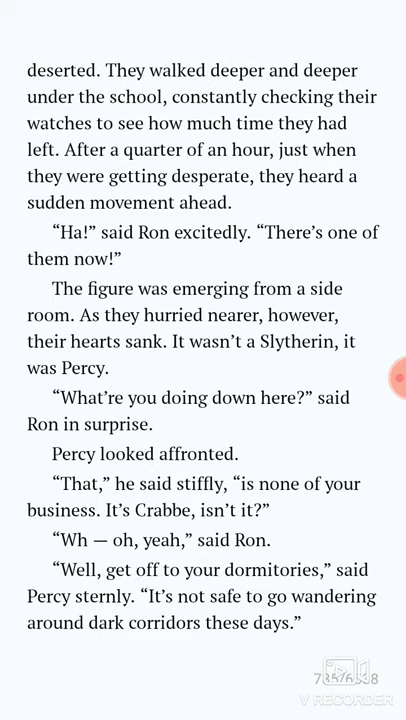 deserted. They walked deeper and deeper
under the school, constantly checking their
watches to see how much time they had
left. After a quarter of an hour, just when
they were getting desperate, they heard a
sudden movement ahead.
“Ha!” said Ron excitedly. “There’s one of
them now!”
The figure was emerging from a side
room. As they hurried nearer, however,
their hearts sank. It wasn’t a Slytherin, it
was Percy.
“What’re you doing down here?” said
Ron in surprise.
Percy looked affronted.
“That,” he said stiffly, “is none of your
business. It’s Crabbe, isn’t it?”
“Wh — oh, yeah,” said Ron.
“Well, get off to your dormitories,” said
Percy sternly. “It’s not safe to go wandering
around dark corridors these days.”
V RECORDER